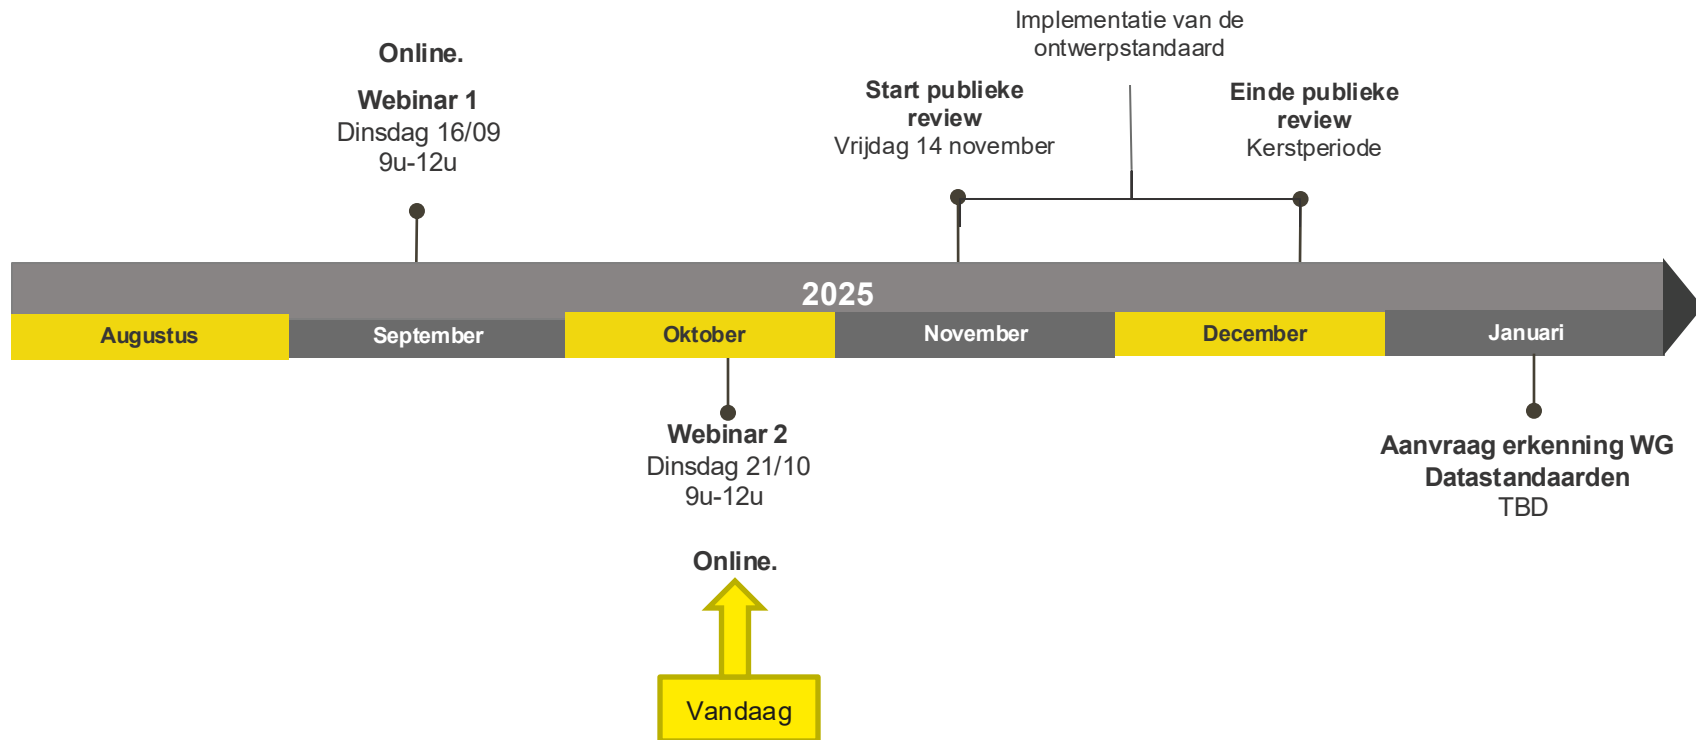 Online.
Webinar 1
Dinsdag 16/09
9u-12u
Implementatie van de
ontwerpstandaard
Start publieke
review
Vrijdag 14 november
Einde publieke
review
Kerstperiode
2025
Augustus
September
Oktober
November
December
Januari
Webinar 2
Dinsdag 21/10
9u-12u
Online.
Vandaag
Aanvraag erkenning WG
Datastandaarden
TBD